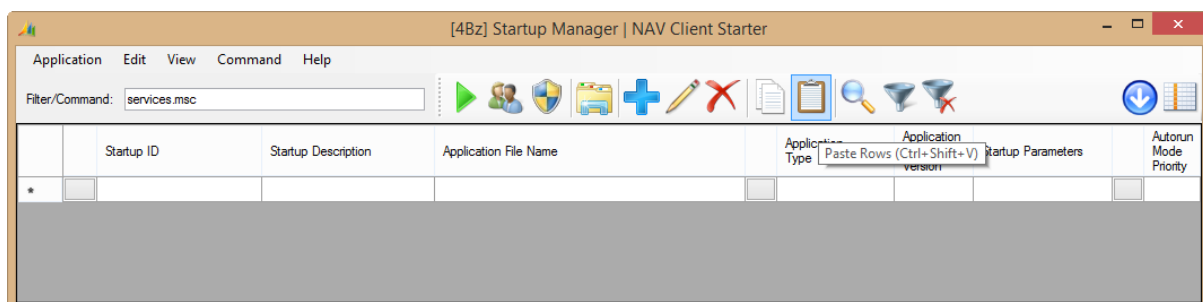 [4Bz] Startup Manager | NAV Client Starter
Application Edit View Command Help
Filter/Command: services.msc
Startup ID
Startup Description
Application File Name
Application
Type
Application
Version
Startup Parameters
Autorun
Mode
Priority
Paste Rows (Ctrl+Shift+V)
*